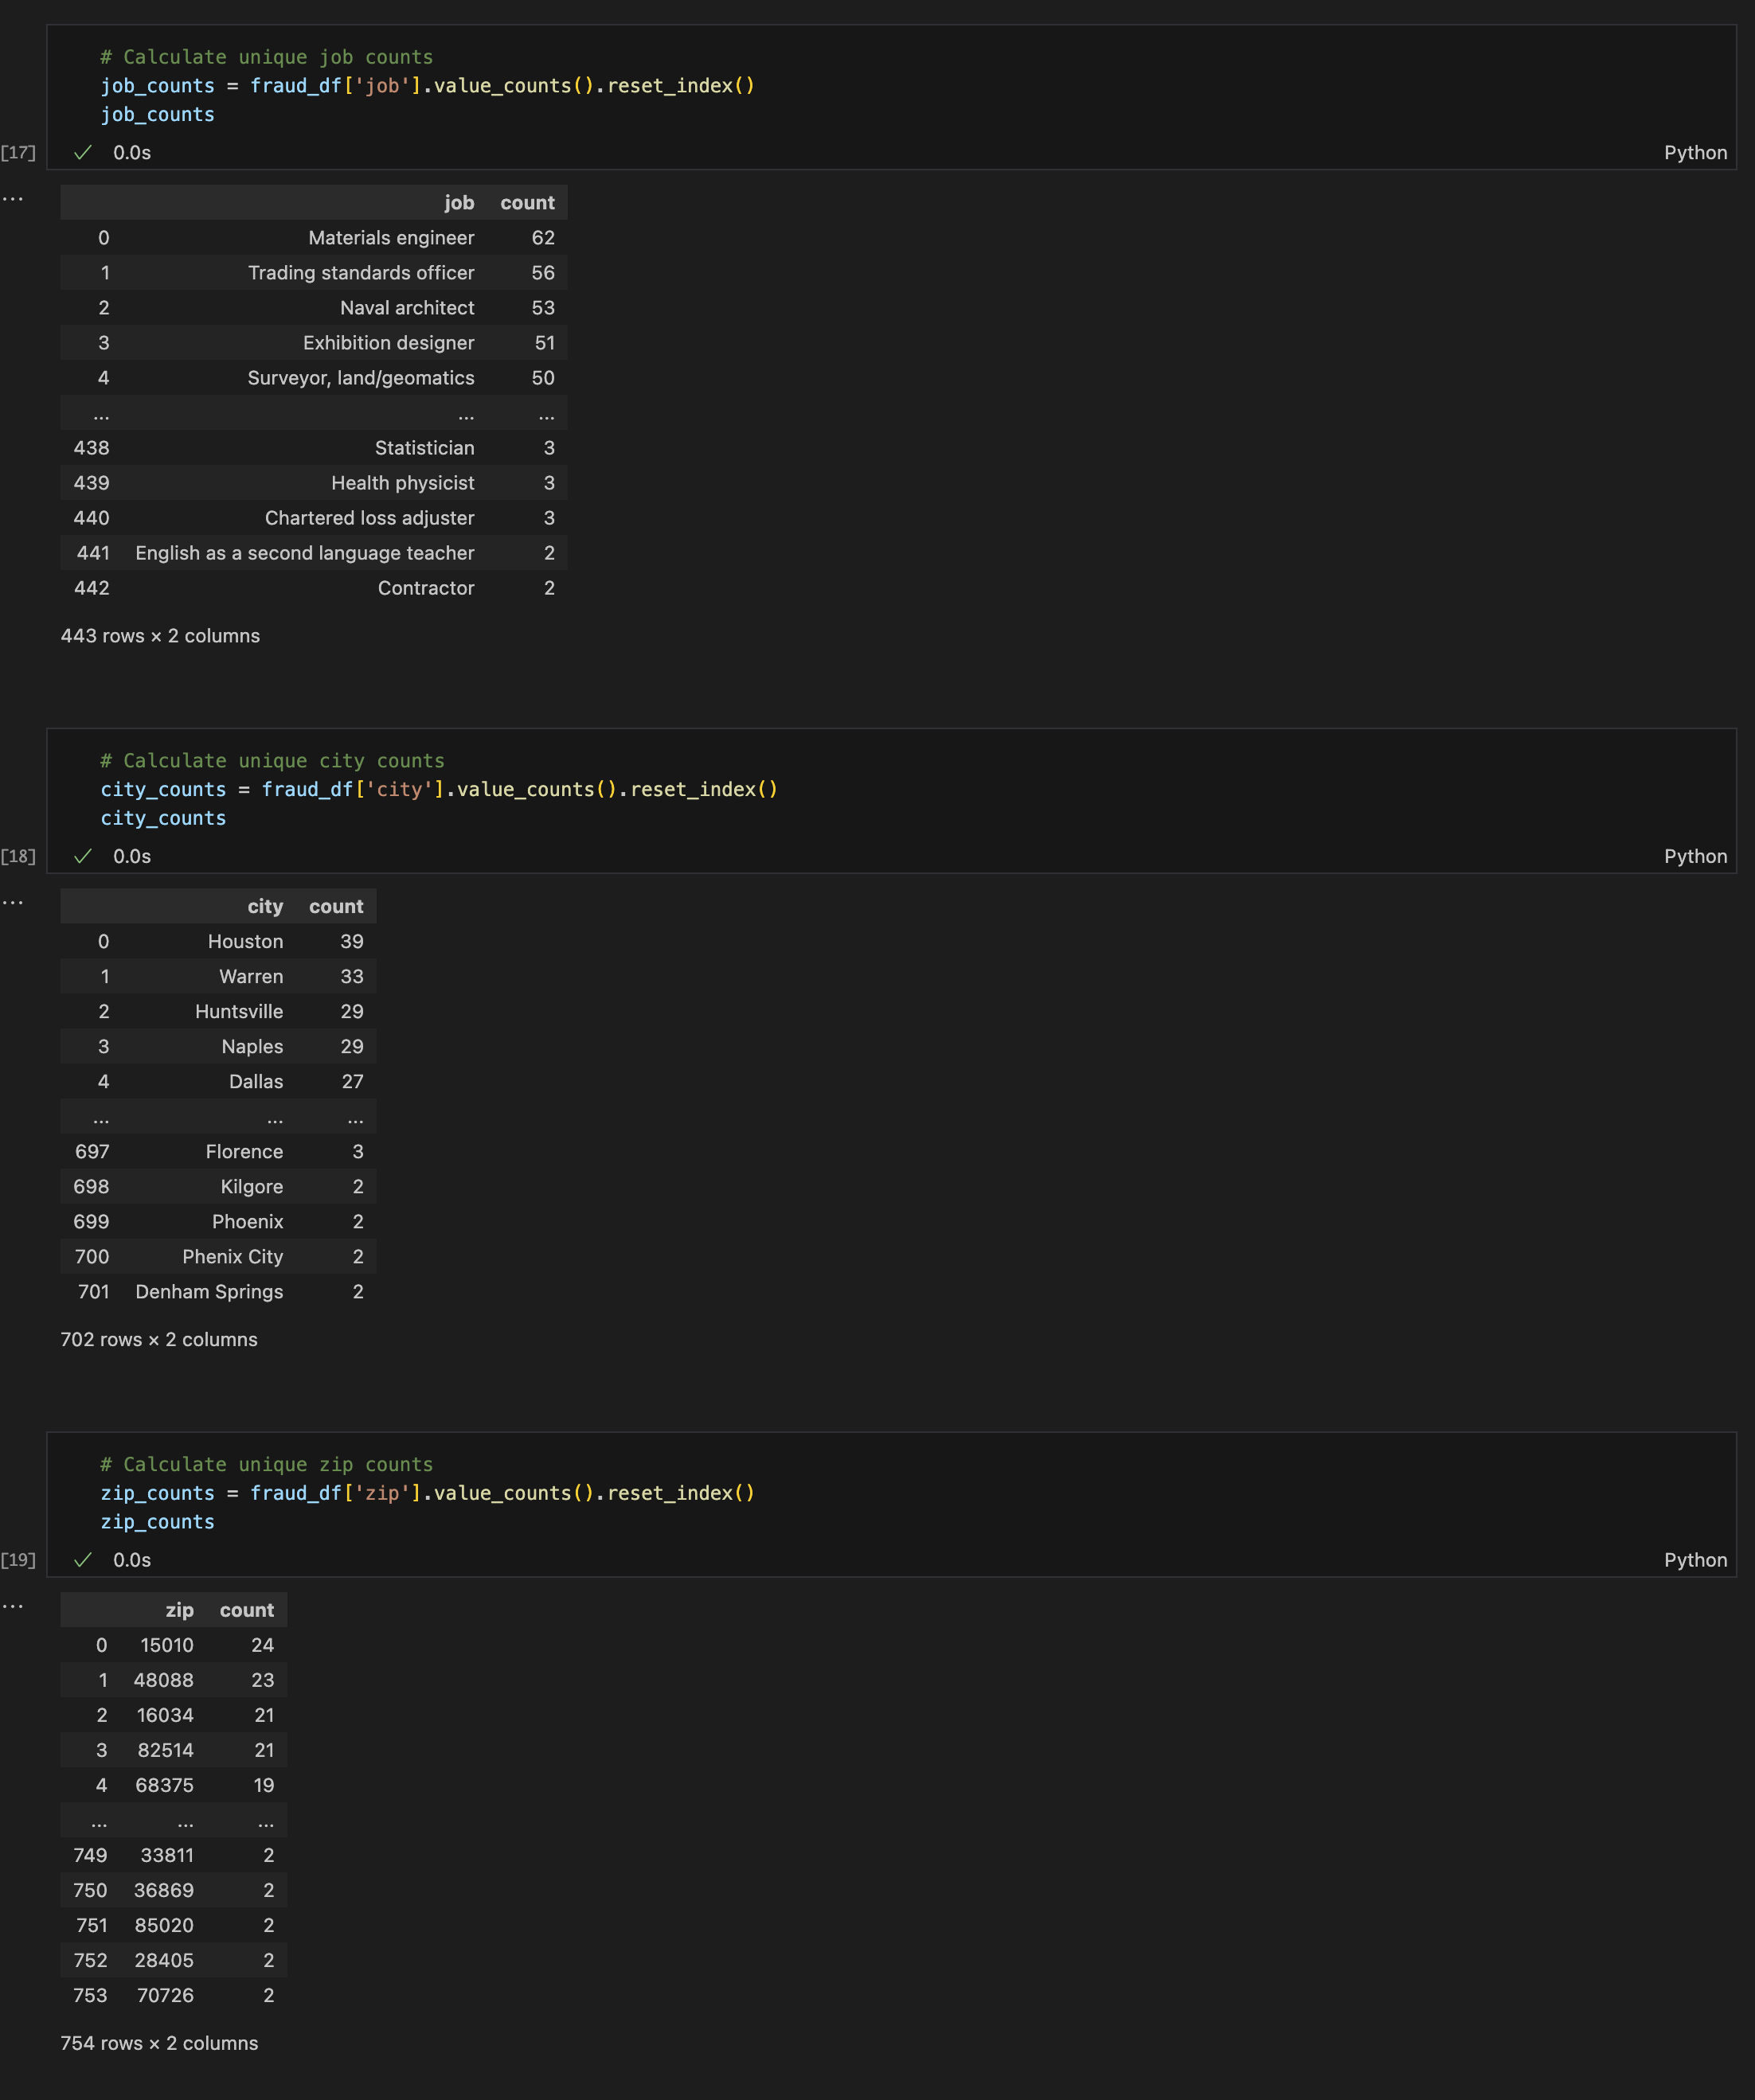 # Calculate unique job counts
job_counts = fraud_df['job'].value_counts().reset_index()
job_counts
[17] ✓ 0.0s Python
...
job count
0 Materials engineer 62
1 Trading standards officer 56
2 Naval architect 53
3 Exhibition designer 51
4 Surveyor, land/geomatics 50
... ... ...
438 Statistician 3
439 Health physicist 3
440 Chartered loss adjuster 3
441 English as a second language teacher 2
442 Contractor 2
443 rows × 2 columns
# Calculate unique city counts
city_counts = fraud_df['city'].value_counts().reset_index()
city_counts
[18] ✓ 0.0s Python
...
city count
0 Houston 39
1 Warren 33
2 Huntsville 29
3 Naples 29
4 Dallas 27
... ... ...
697 Florence 3
698 Kilgore 2
699 Phoenix 2
700 Phenix City 2
701 Denham Springs 2
702 rows × 2 columns
# Calculate unique zip counts
zip_counts = fraud_df['zip'].value_counts().reset_index()
zip_counts
[19] ✓ 0.0s Python
...
zip count
0 15010 24
1 48088 23
2 16034 21
3 82514 21
4 68375 19
... ... ...
749 33811 2
750 36869 2
751 85020 2
752 28405 2
753 70726 2
754 rows × 2 columns